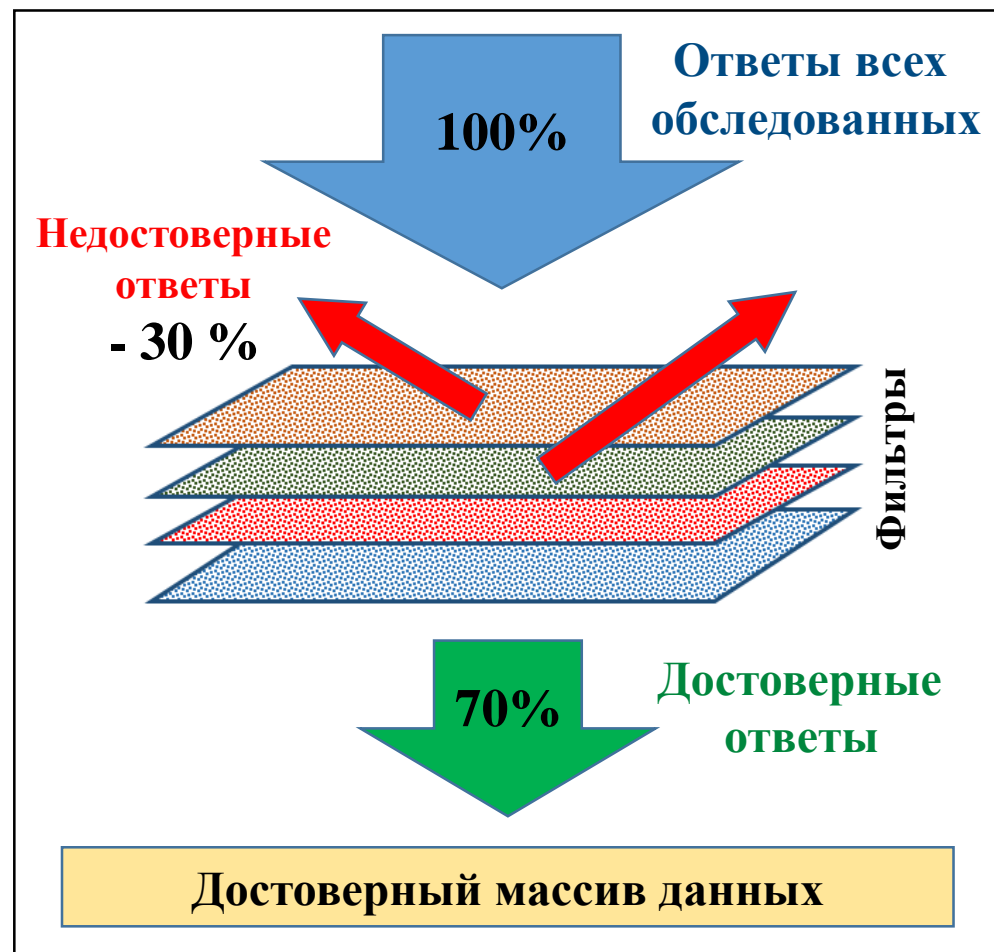 Ответы всех
обследованных
100%
Недостоверные
ответы
- 30 %
Фильтры
70%
Достоверные
ответы
Достоверный массив данных